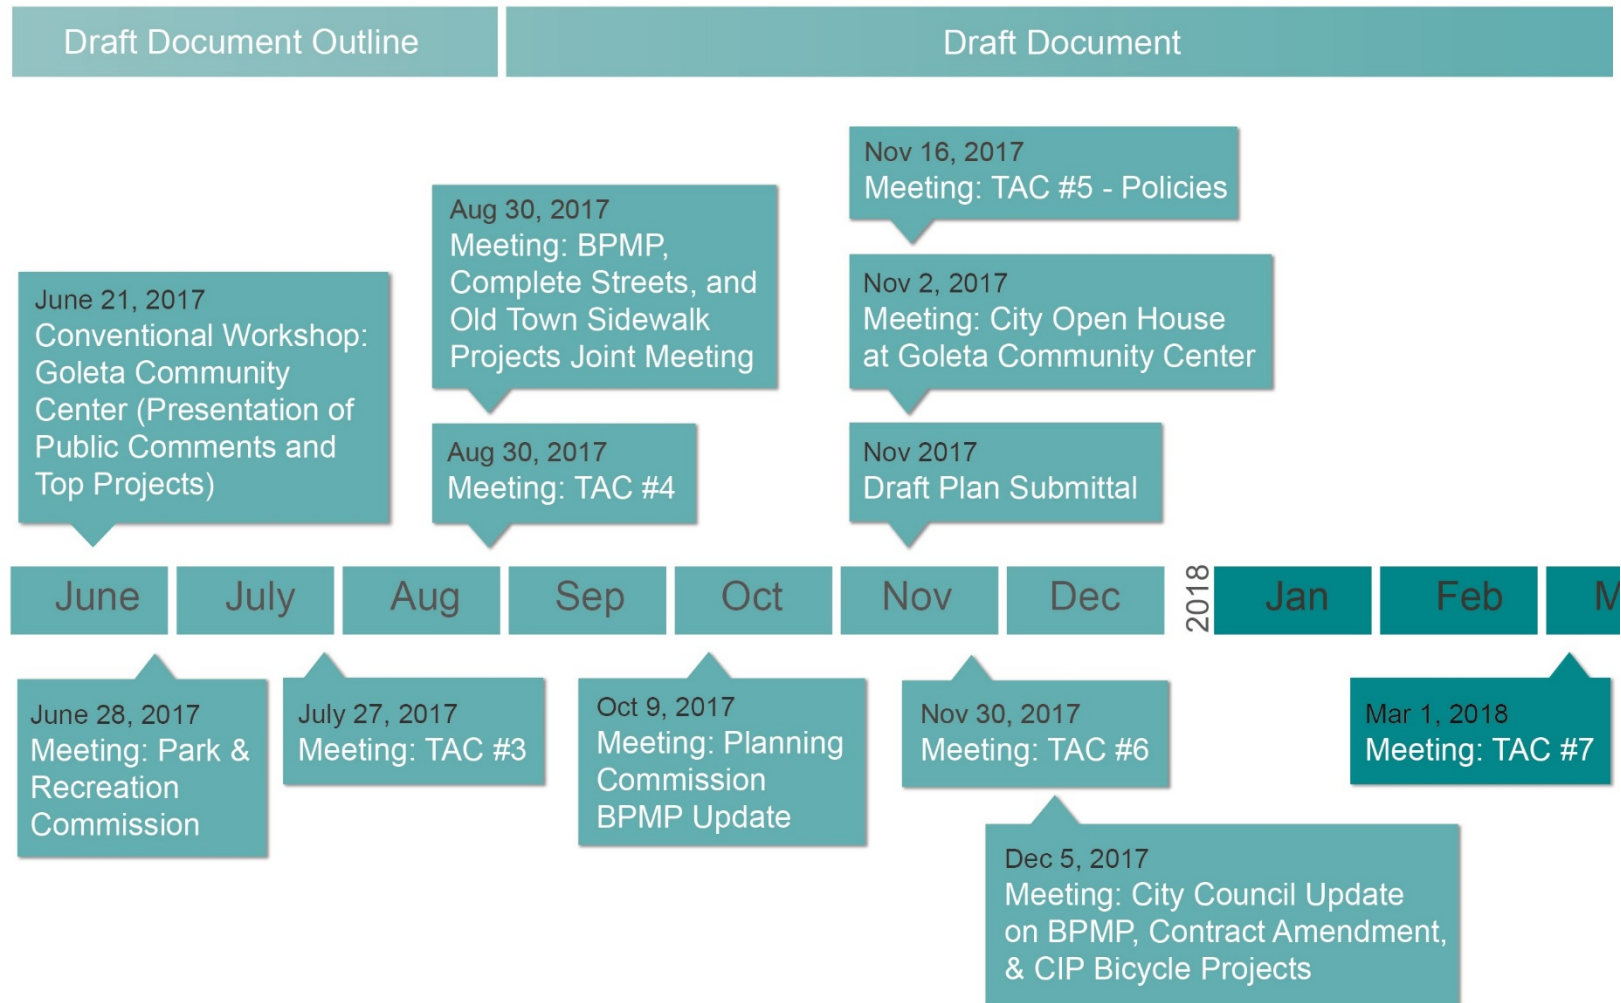 Draft Document Outline
Draft Document
Nov 16, 2017
Meeting: TAC #5 - Policies
Aug 30, 2017
Meeting: BPMP,
Complete Streets, and
Old Town Sidewalk
Projects Joint Meeting
Nov 2, 2017
Meeting: City Open House
at Goleta Community Center
June 21, 2017
Conventional Workshop:
Goleta Community
Center (Presentation of
Public Comments and
Top Projects)
Aug 30, 2017
Meeting: TAC #4
Nov 2017
Draft Plan Submittal
June
July
Aug
Sep
Oct
Nov
Dec
2018
Jan
Feb
M
June 28, 2017
Meeting: Park &
Recreation
Commission
July 27, 2017
Meeting: TAC #3
Oct 9, 2017
Meeting: Planning
Commission
BPMP Update
Nov 30, 2017
Meeting: TAC #6
Mar 1, 2018
Meeting: TAC #7
Dec 5, 2017
Meeting: City Council Update
on BPMP, Contract Amendment,
& CIP Bicycle Projects